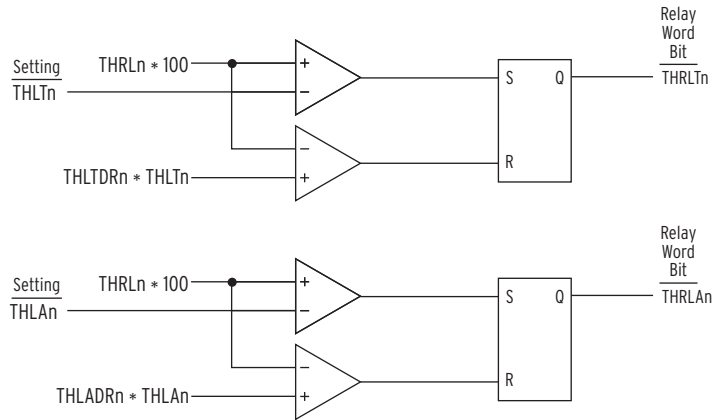 Relay
Word
Bit
THRLTn
Setting
THLTn
THRLn * 100
+
−
S Q
−
+
R
THLTDRn * THLTn
Relay
Word
Bit
THRLAn
Setting
THLAn
THRLn * 100
+
−
S Q
−
+
R
THLADRn * THLAn